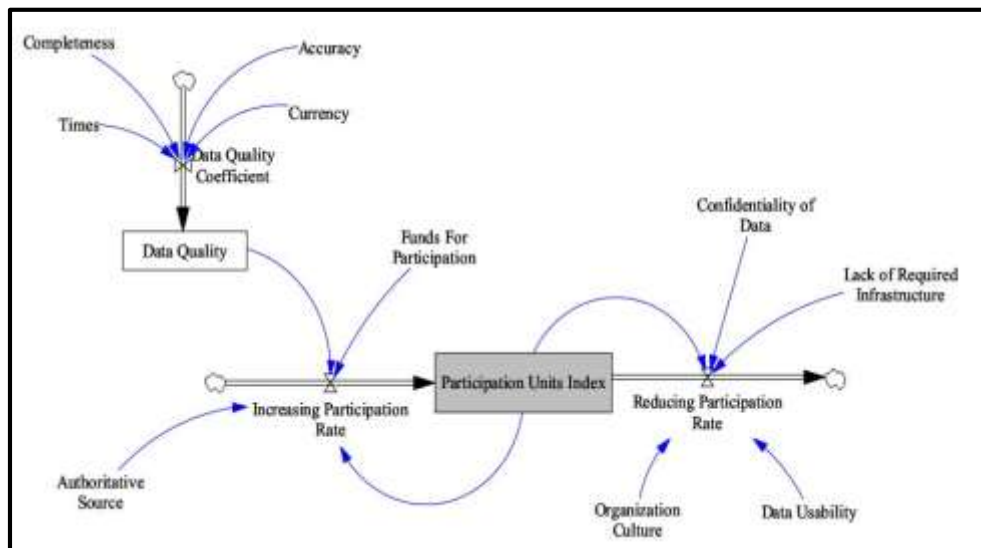 Completeness
Accuracy
Times
Currency
Data Quality
Coefficient
Data Quality
Funds For
Participation
Confidentiality of
Data
Lack of Required
Infrastructure
Participation Units Index
Increasing Participation
Rate
Reducing Participation
Rate
Authoritative
Source
Organization
Culture
Data Usability